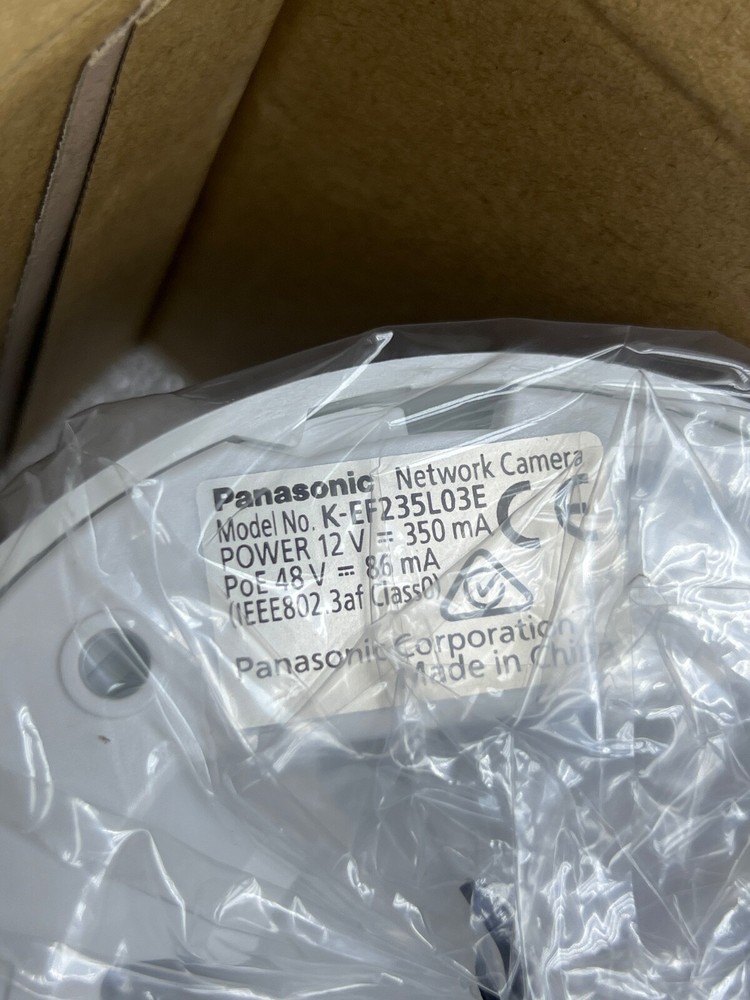 Panasonic Network Camera
Model No. K-EF235L03E
POWER 12 V ⎓ 350 mA CE
PoE 48 V ⎓ 86 mA
(IEEE802.3af Class0)
Panasonic Corporation
Made in China